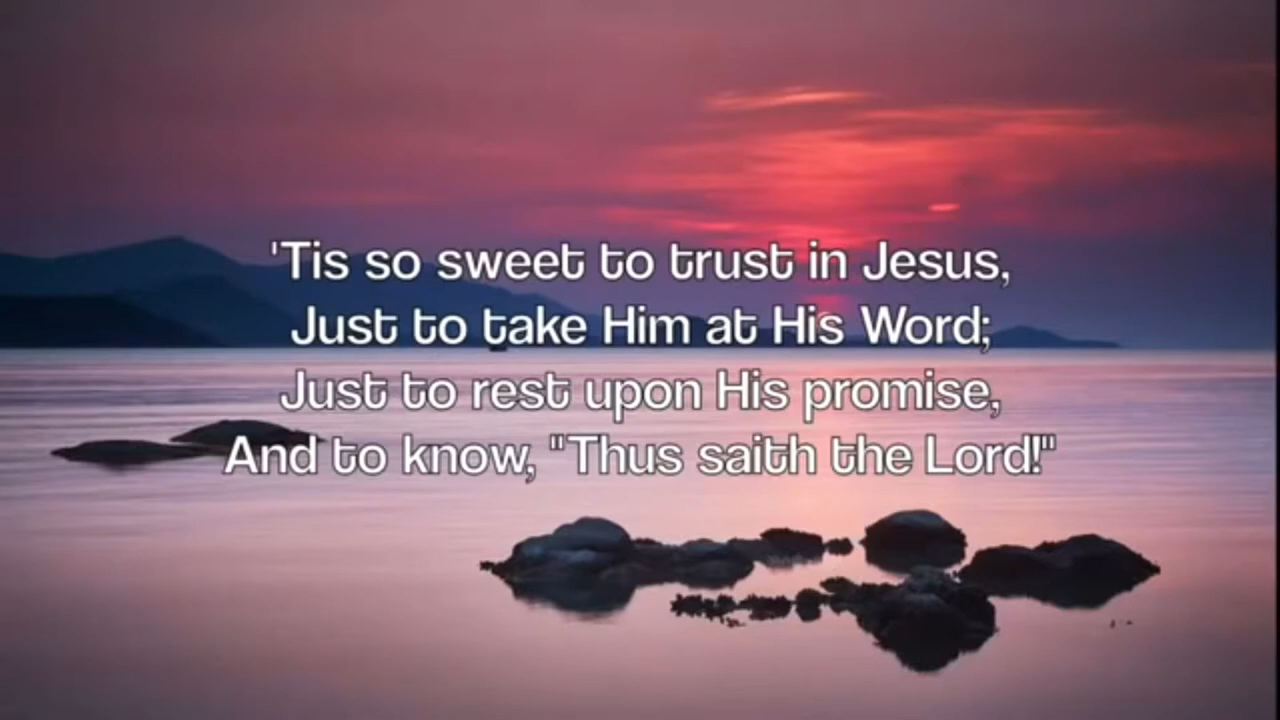 'Tis so sweet to trust in Jesus,
Just to take Him at His Word;
Just to rest upon His promise,
And to know, "Thus saith the Lord!"